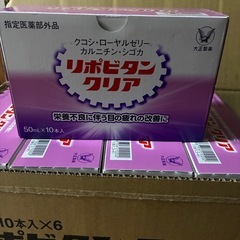 指定医薬部外品
大正製薬
クコシ・ローヤルゼリー
カルニチン・シゴカ
リポビタン
クリア
栄養不良に伴う目の疲れの改善に
50mL×10本入
10本入×6
リポビタン